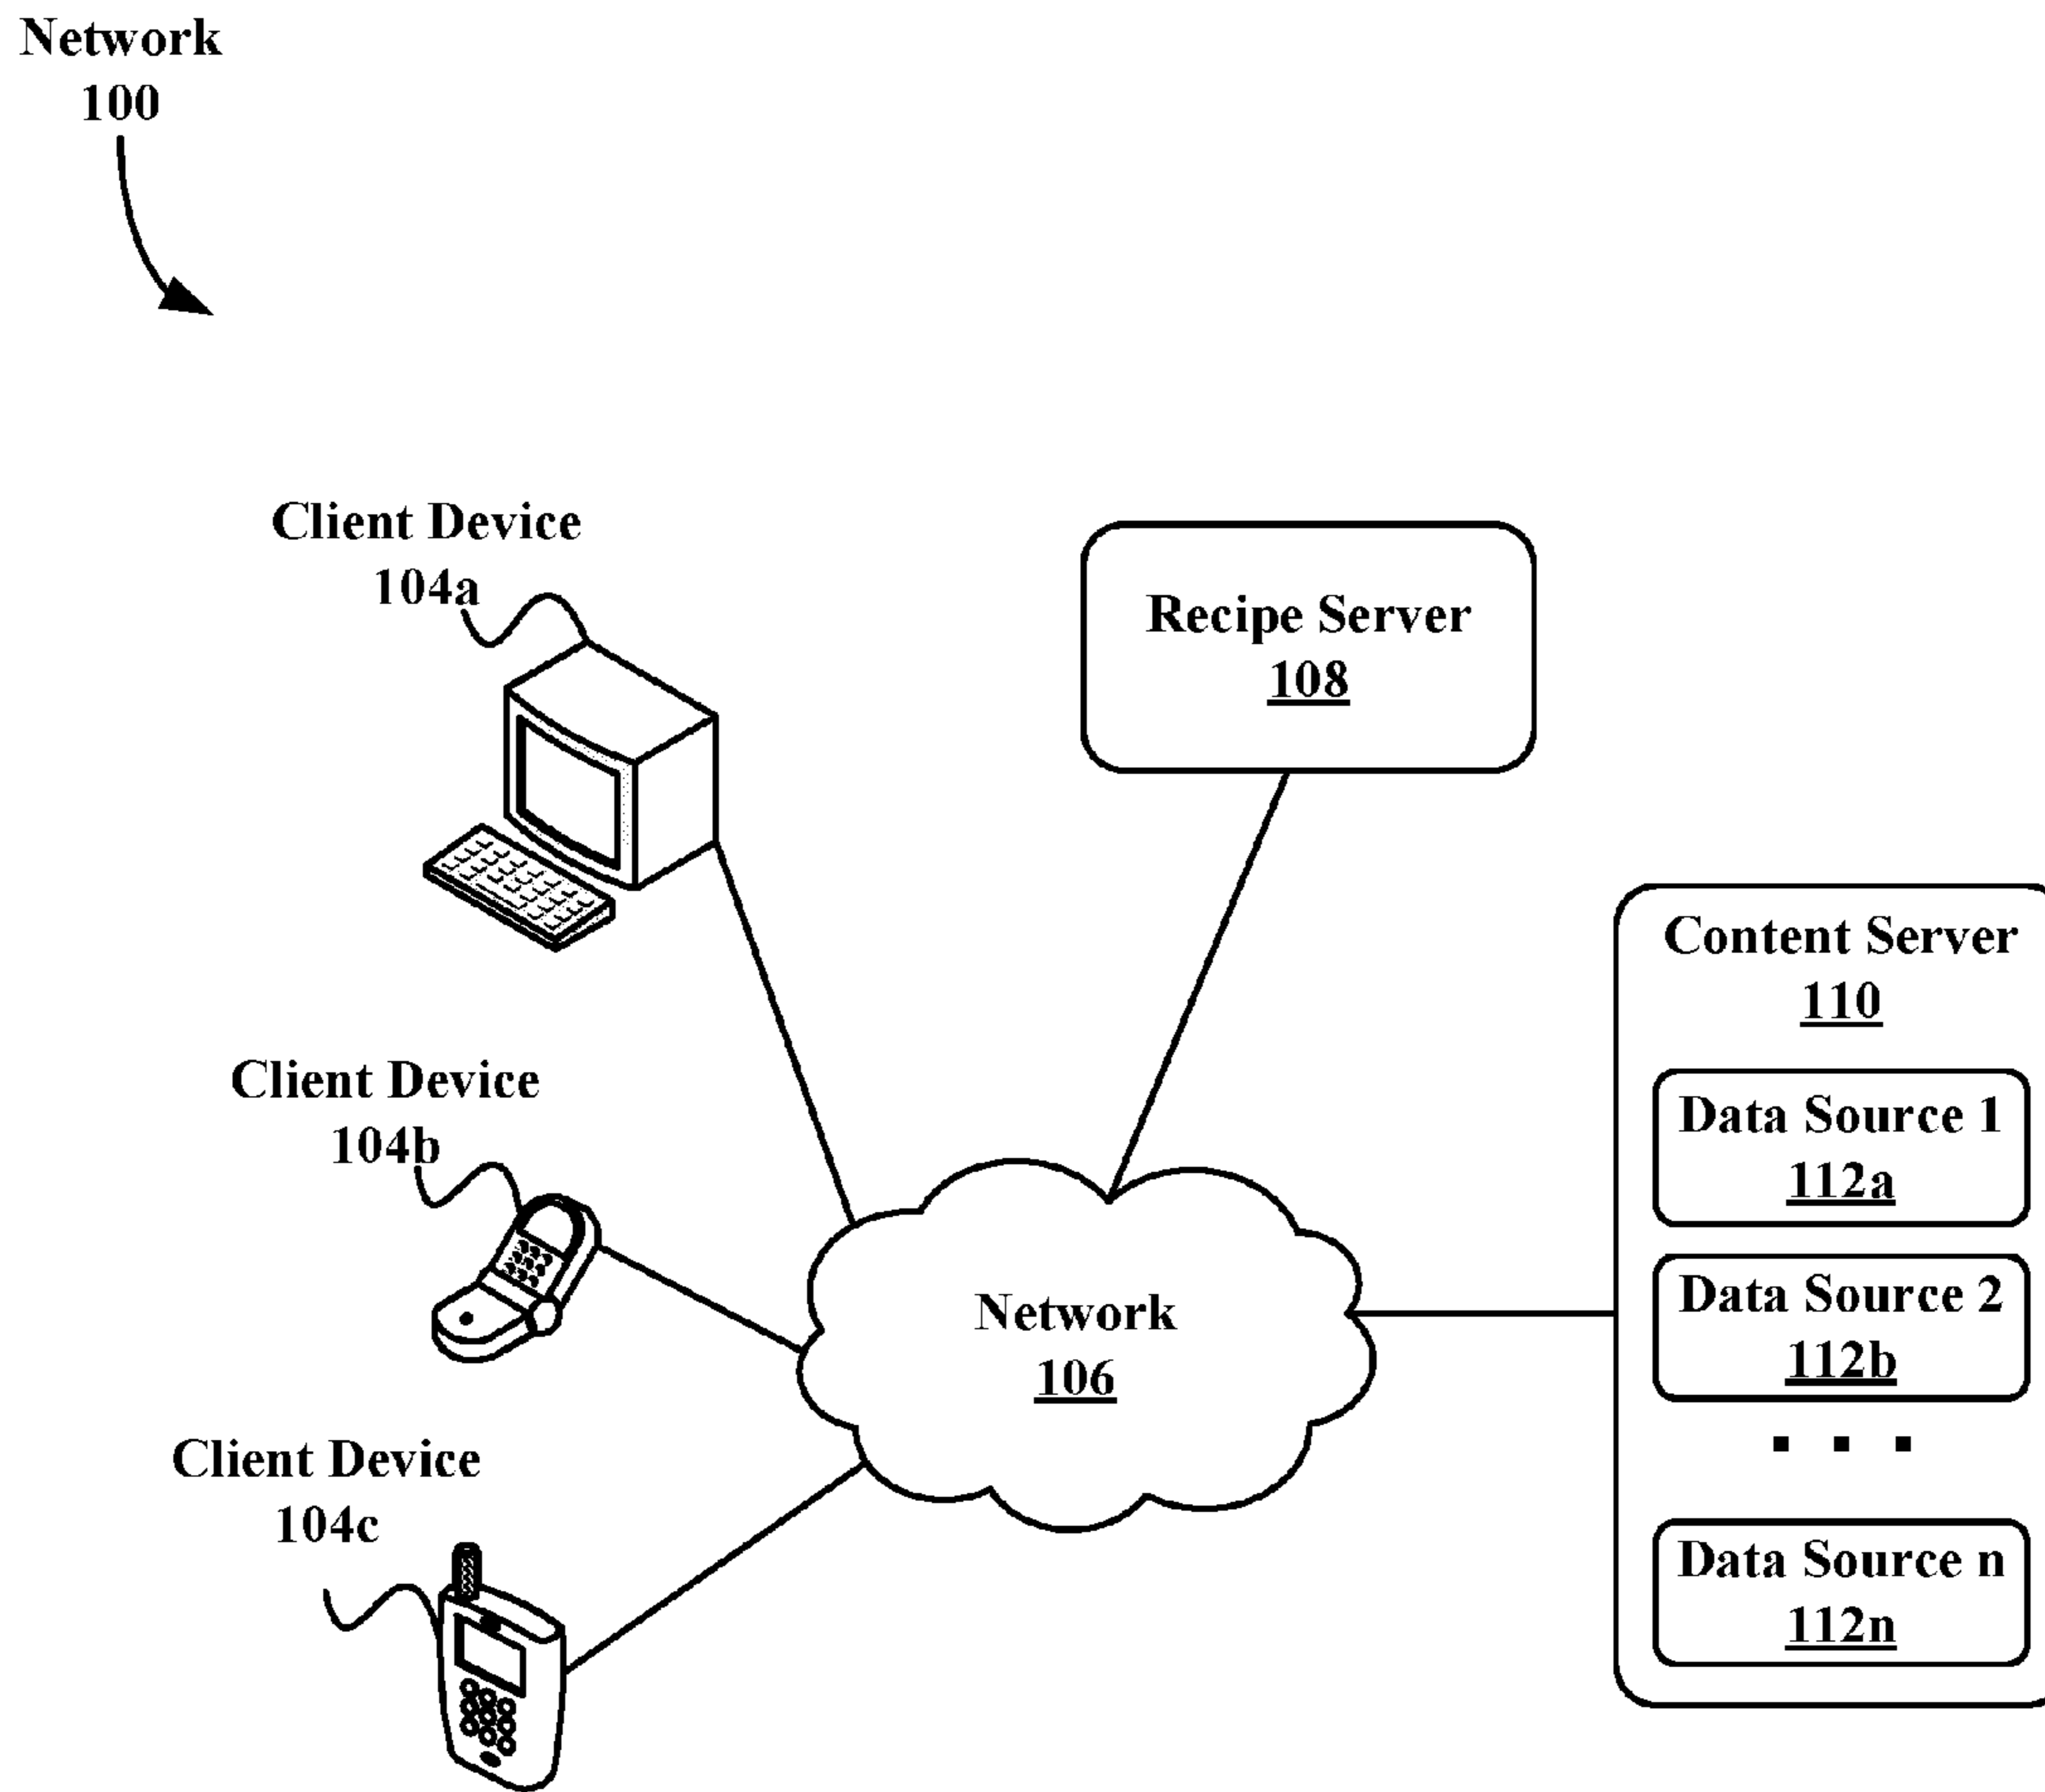 Network
100
Client Device
104a
Recipe Server
108
Content Server
110
Data Source 1
112a
Data Source 2
112b
. . .
Data Source n
112n
Client Device
104b
Network
106
Client Device
104c